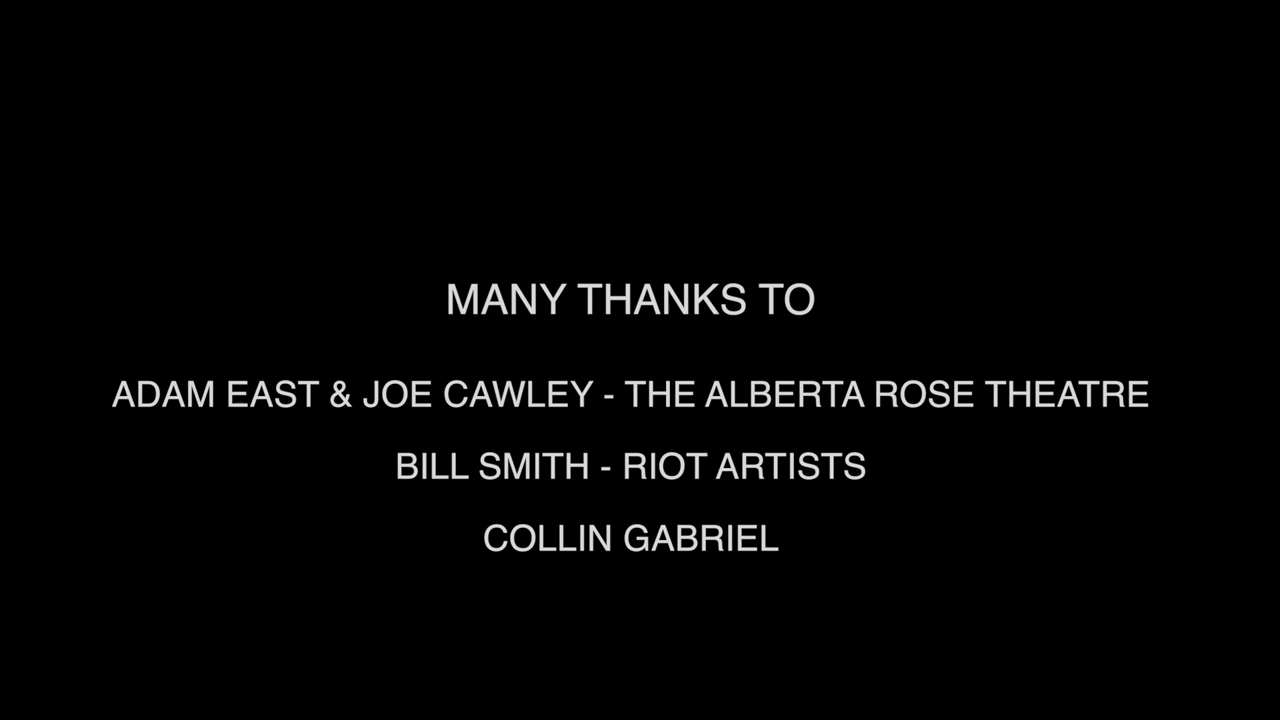 MANY THANKS TO
ADAM EAST & JOE CAWLEY - THE ALBERTA ROSE THEATRE
BILL SMITH - RIOT ARTISTS
COLLIN GABRIEL